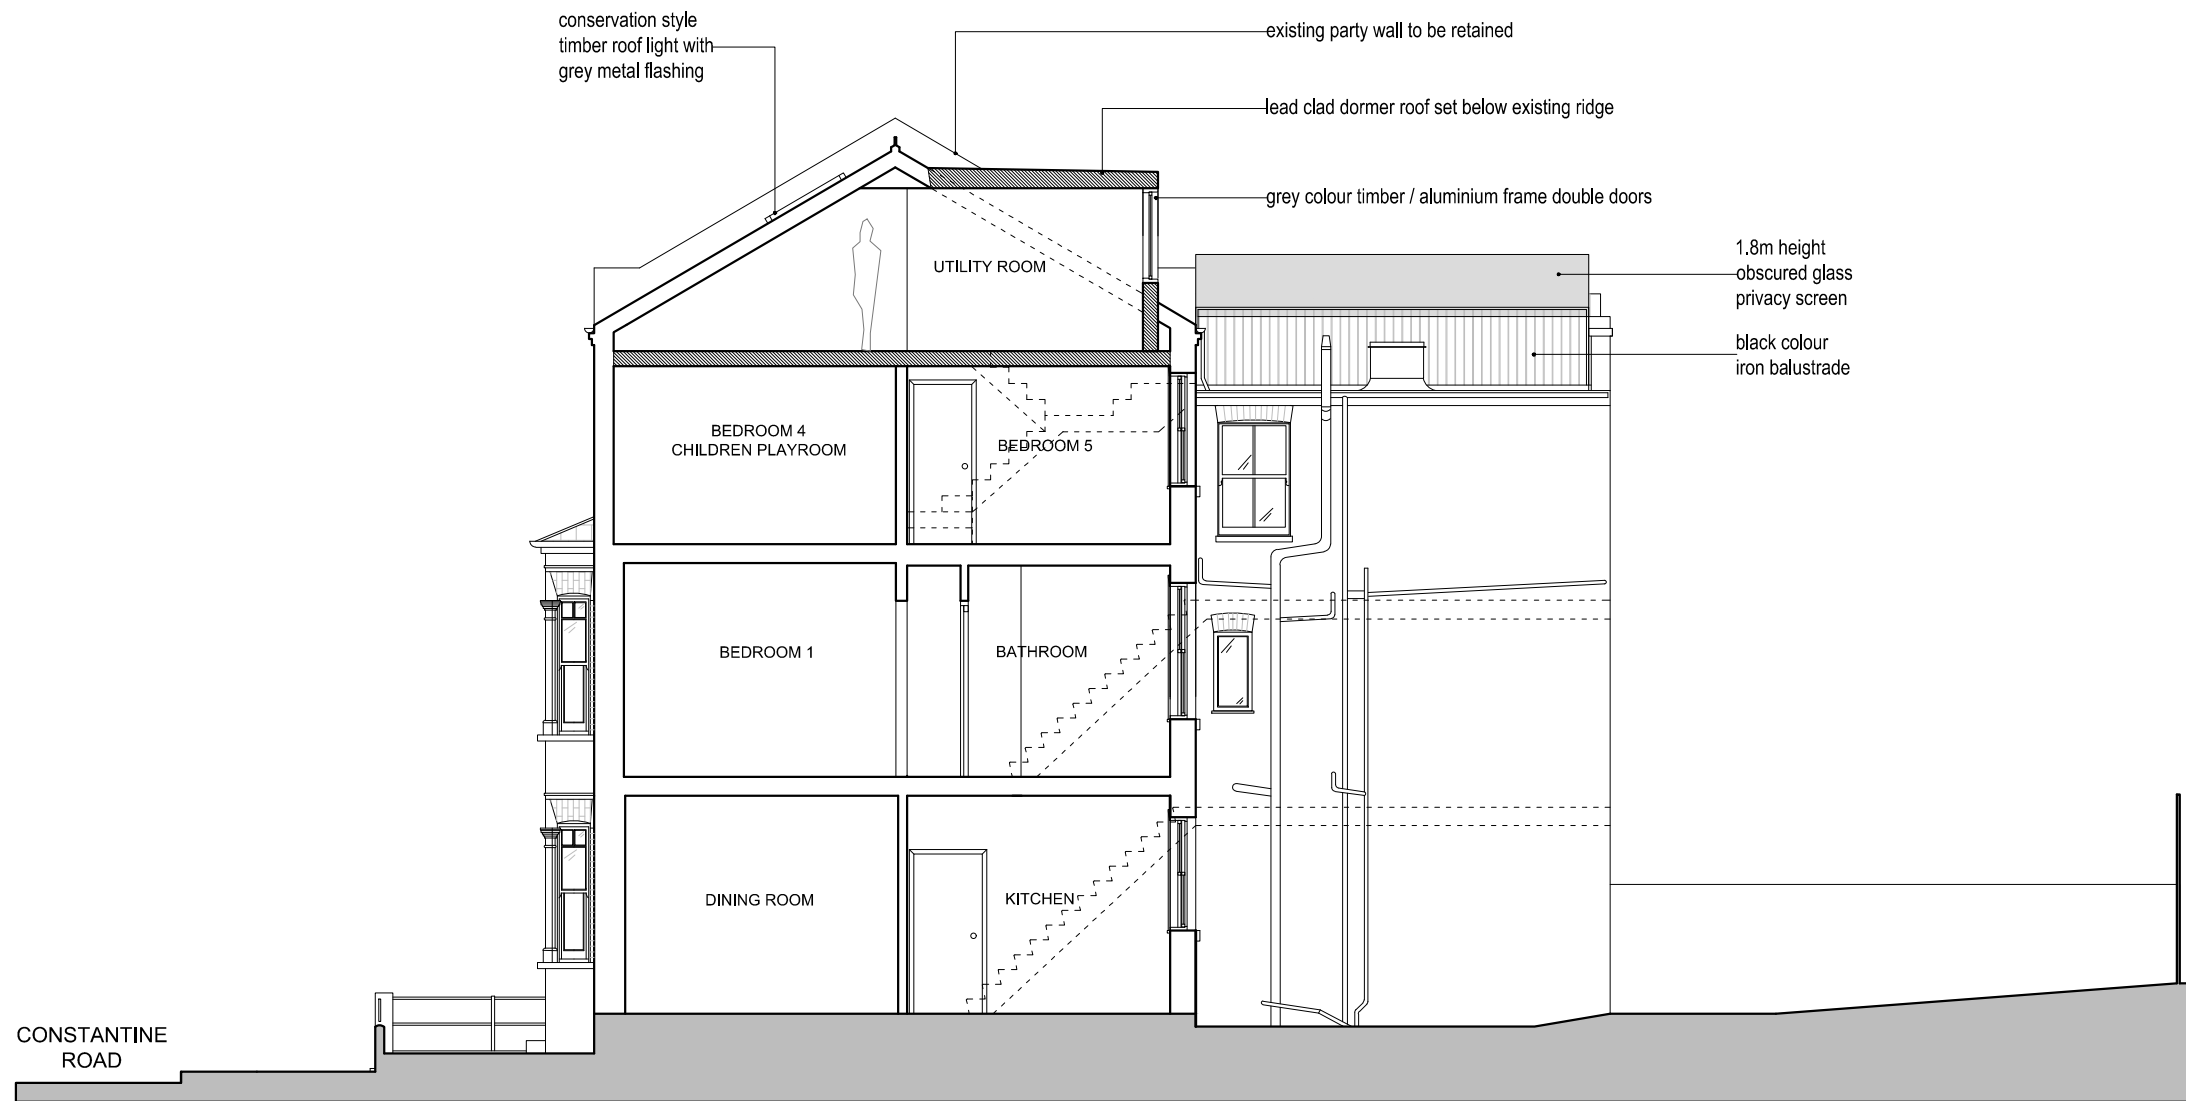 conservation style
timber roof light with
grey metal flashing
existing party wall to be retained
lead clad dormer roof set below existing ridge
grey colour timber / aluminium frame double doors
1.8m height
obscured glass
privacy screen
black colour
iron balustrade
UTILITY ROOM
BEDROOM 4
CHILDREN PLAYROOM
BEDROOM 5
BEDROOM 1
BATHROOM
DINING ROOM
KITCHEN
CONSTANTINE
ROAD